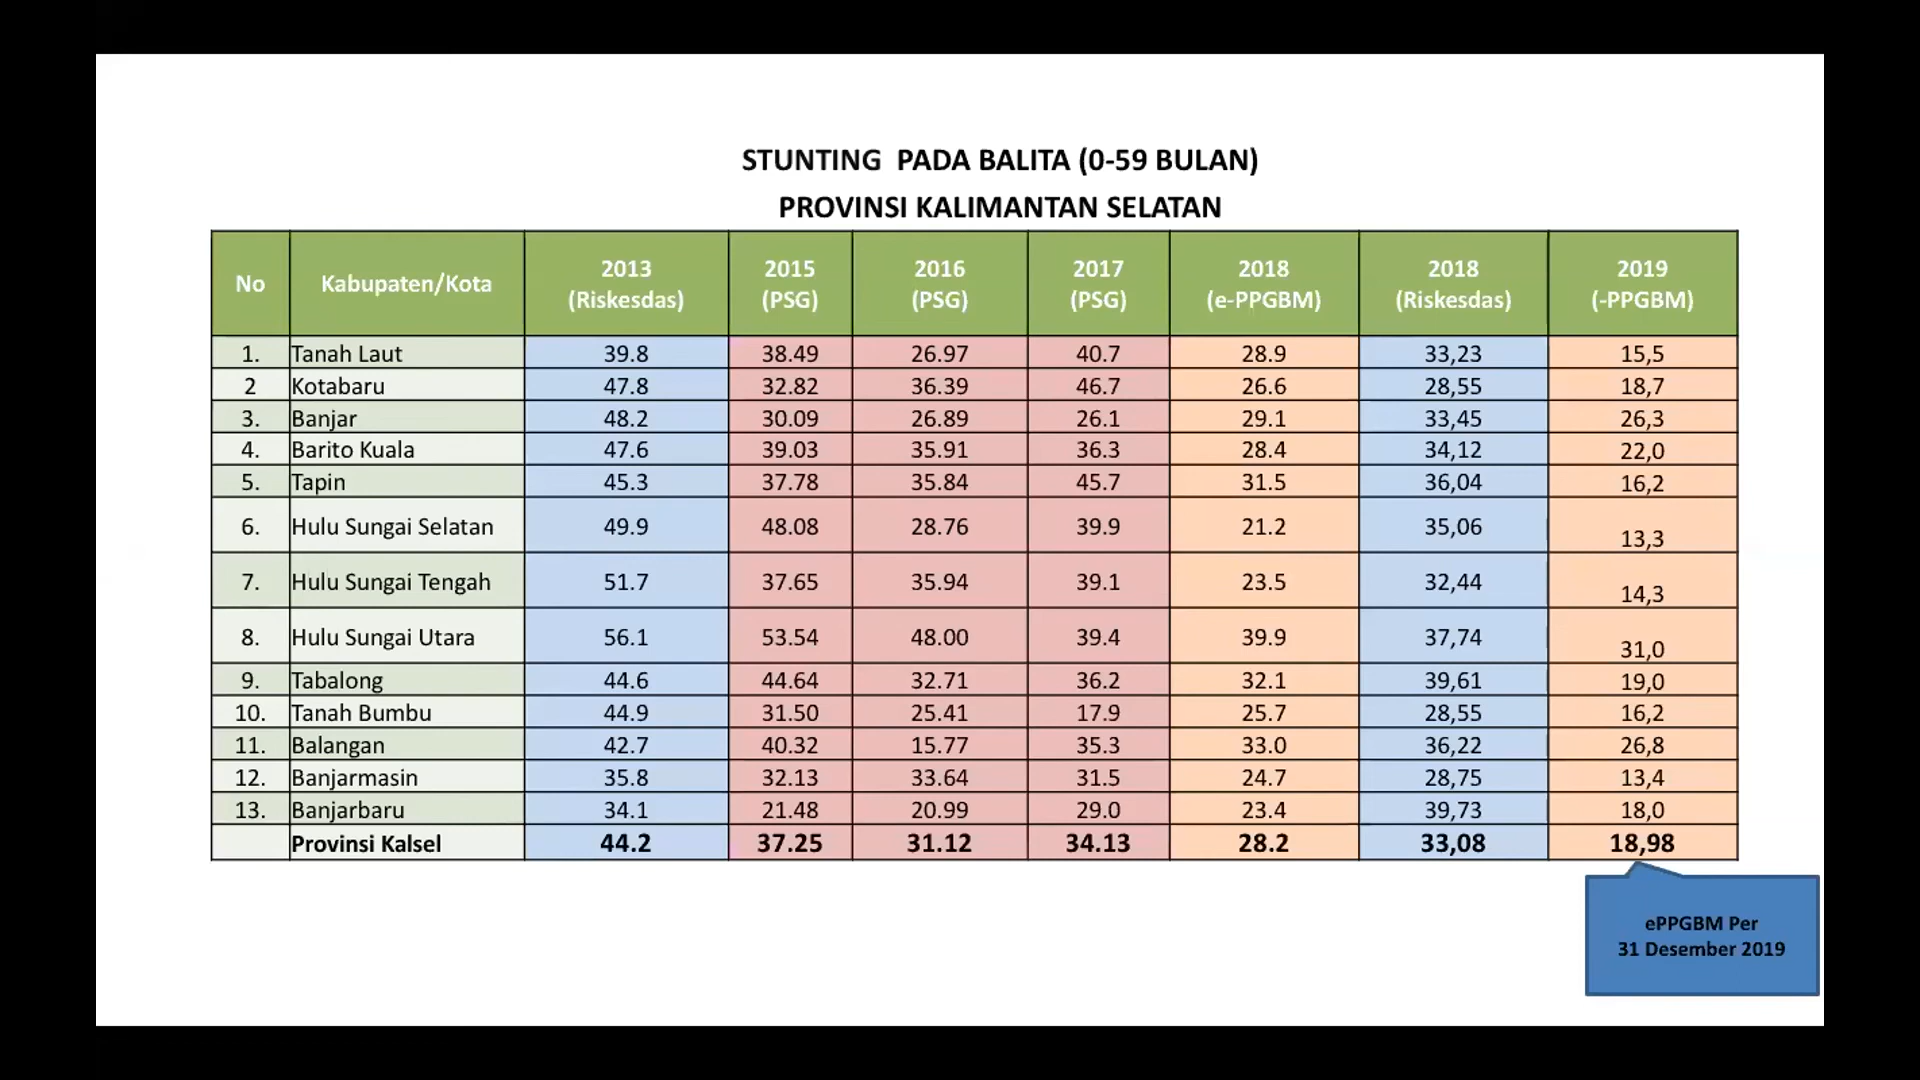 STUNTING PADA BALITA (0-59 BULAN)
PROVINSI KALIMANTAN SELATAN
No Kabupaten/Kota 2013 (Riskesdas) 2015 (PSG) 2016 (PSG) 2017 (PSG) 2018 (e-PPGBM) 2018 (Riskesdas) 2019 (-PPGBM)
1. Tanah Laut 39.8 38.49 26.97 40.7 28.9 33,23 15,5
2 Kotabaru 47.8 32.82 36.39 46.7 26.6 28,55 18,7
3. Banjar 48.2 30.09 26.89 26.1 29.1 33,45 26,3
4. Barito Kuala 47.6 39.03 35.91 36.3 28.4 34,12 22,0
5. Tapin 45.3 37.78 35.84 45.7 31.5 36,04 16,2
6. Hulu Sungai Selatan 49.9 48.08 28.76 39.9 21.2 35,06 13,3
7. Hulu Sungai Tengah 51.7 37.65 35.94 39.1 23.5 32,44 14,3
8. Hulu Sungai Utara 56.1 53.54 48.00 39.4 39.9 37,74 31,0
9. Tabalong 44.6 44.64 32.71 36.2 32.1 39,61 19,0
10. Tanah Bumbu 44.9 31.50 25.41 17.9 25.7 28,55 16,2
11. Balangan 42.7 40.32 15.77 35.3 33.0 36,22 26,8
12. Banjarmasin 35.8 32.13 33.64 31.5 24.7 28,75 13,4
13. Banjarbaru 34.1 21.48 20.99 29.0 23.4 39,73 18,0
Provinsi Kalsel 44.2 37.25 31.12 34.13 28.2 33,08 18,98
ePPGBM Per
31 Desember 2019